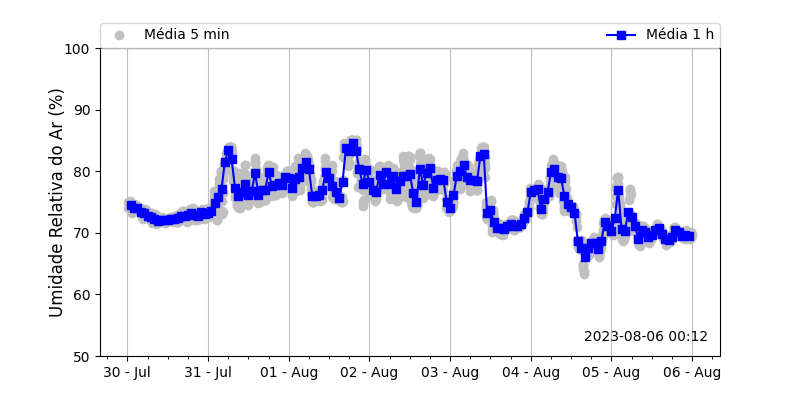 Média 5 min
Média 1 h
Umidade Relativa do Ar (%)
100
90
80
70
60
50
2023-08-06 00:12
30 - Jul
31 - Jul
01 - Aug
02 - Aug
03 - Aug
04 - Aug
05 - Aug
06 - Aug